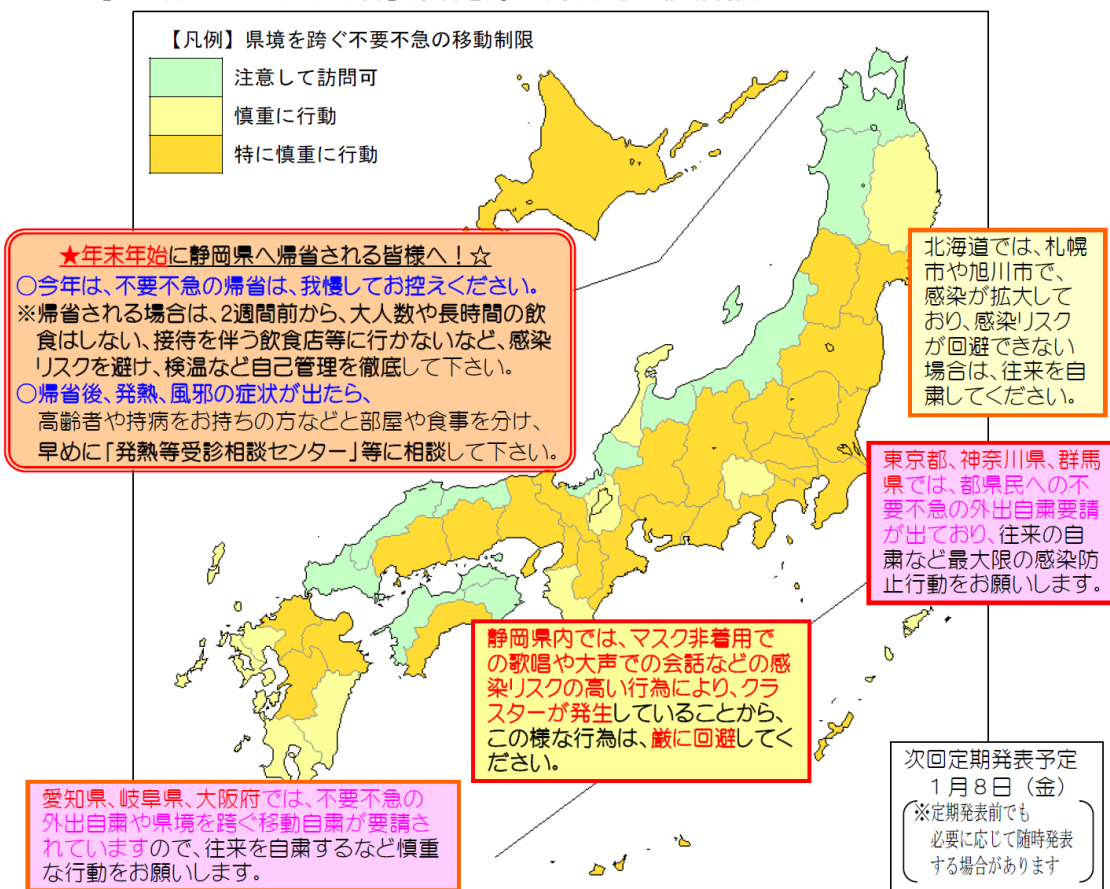 【凡例】県境を跨ぐ不要不急の移動制限
注意して訪問可
慎重に行動
特に慎重に行動
★年末年始に静岡県へ帰省される皆様へ！☆
○今年は、不要不急の帰省は、我慢してお控えください。
※帰省される場合は、2週間前から、大人数や長時間の飲
食はしない、接待を伴う飲食店等に行かないなど、感染
リスクを避け、検温など自己管理を徹底して下さい。
○帰省後、発熱、風邪の症状が出たら、
高齢者や持病をお持ちの方などと部屋や食事を分け、
早めに「発熱等受診相談センター」等に相談して下さい。
北海道では、札幌
市や旭川市で、
感染が拡大して
おり、感染リスク
が回避できない
場合は、往来を自
粛してください。
東京都、神奈川県、群馬
県では、都県民への不
要不急の外出自粛要請
が出ており、往来の自
粛など最大限の感染防
止行動をお願いします。
静岡県内では、マスク非着用で
の歌唱や大声での会話などの感
染リスクの高い行為により、クラ
スターが発生していることから、
この様な行為は、厳に回避してく
ださい。
愛知県、岐阜県、大阪府では、不要不急の
外出自粛や県境を跨ぐ移動自粛が要請さ
れていますので、往来を自粛するなど慎重
な行動をお願いします。
次回定期発表予定
１月８日（金）
※定期発表前でも
必要に応じて随時発表
する場合があります